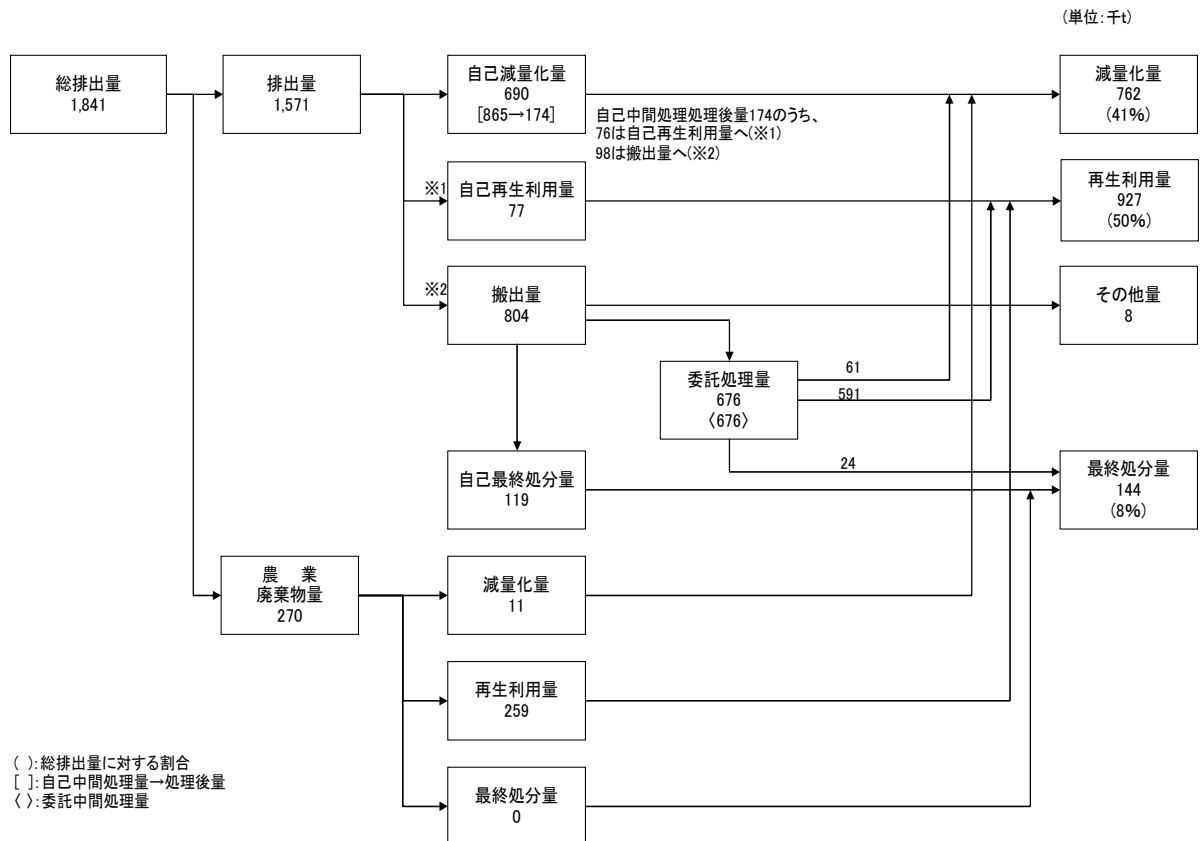 (単位:千t)
総排出量
1,841
排出量
1,571
自己減量化量
690
[865→174]
自己中間処理処理後量174のうち、
76は自己再生利用量へ(※1)
98は搬出量へ(※2)
減量化量
762
(41%)
※1
自己再生利用量
77
再生利用量
927
(50%)
※2
搬出量
804
その他量
8
委託処理量
676
〈676〉
61
591
24
自己最終処分量
119
最終処分量
144
(8%)
農　業
廃棄物量
270
減量化量
11
再生利用量
259
最終処分量
0
( ):総排出量に対する割合
[ ]:自己中間処理量→処理後量
〈 〉:委託中間処理量